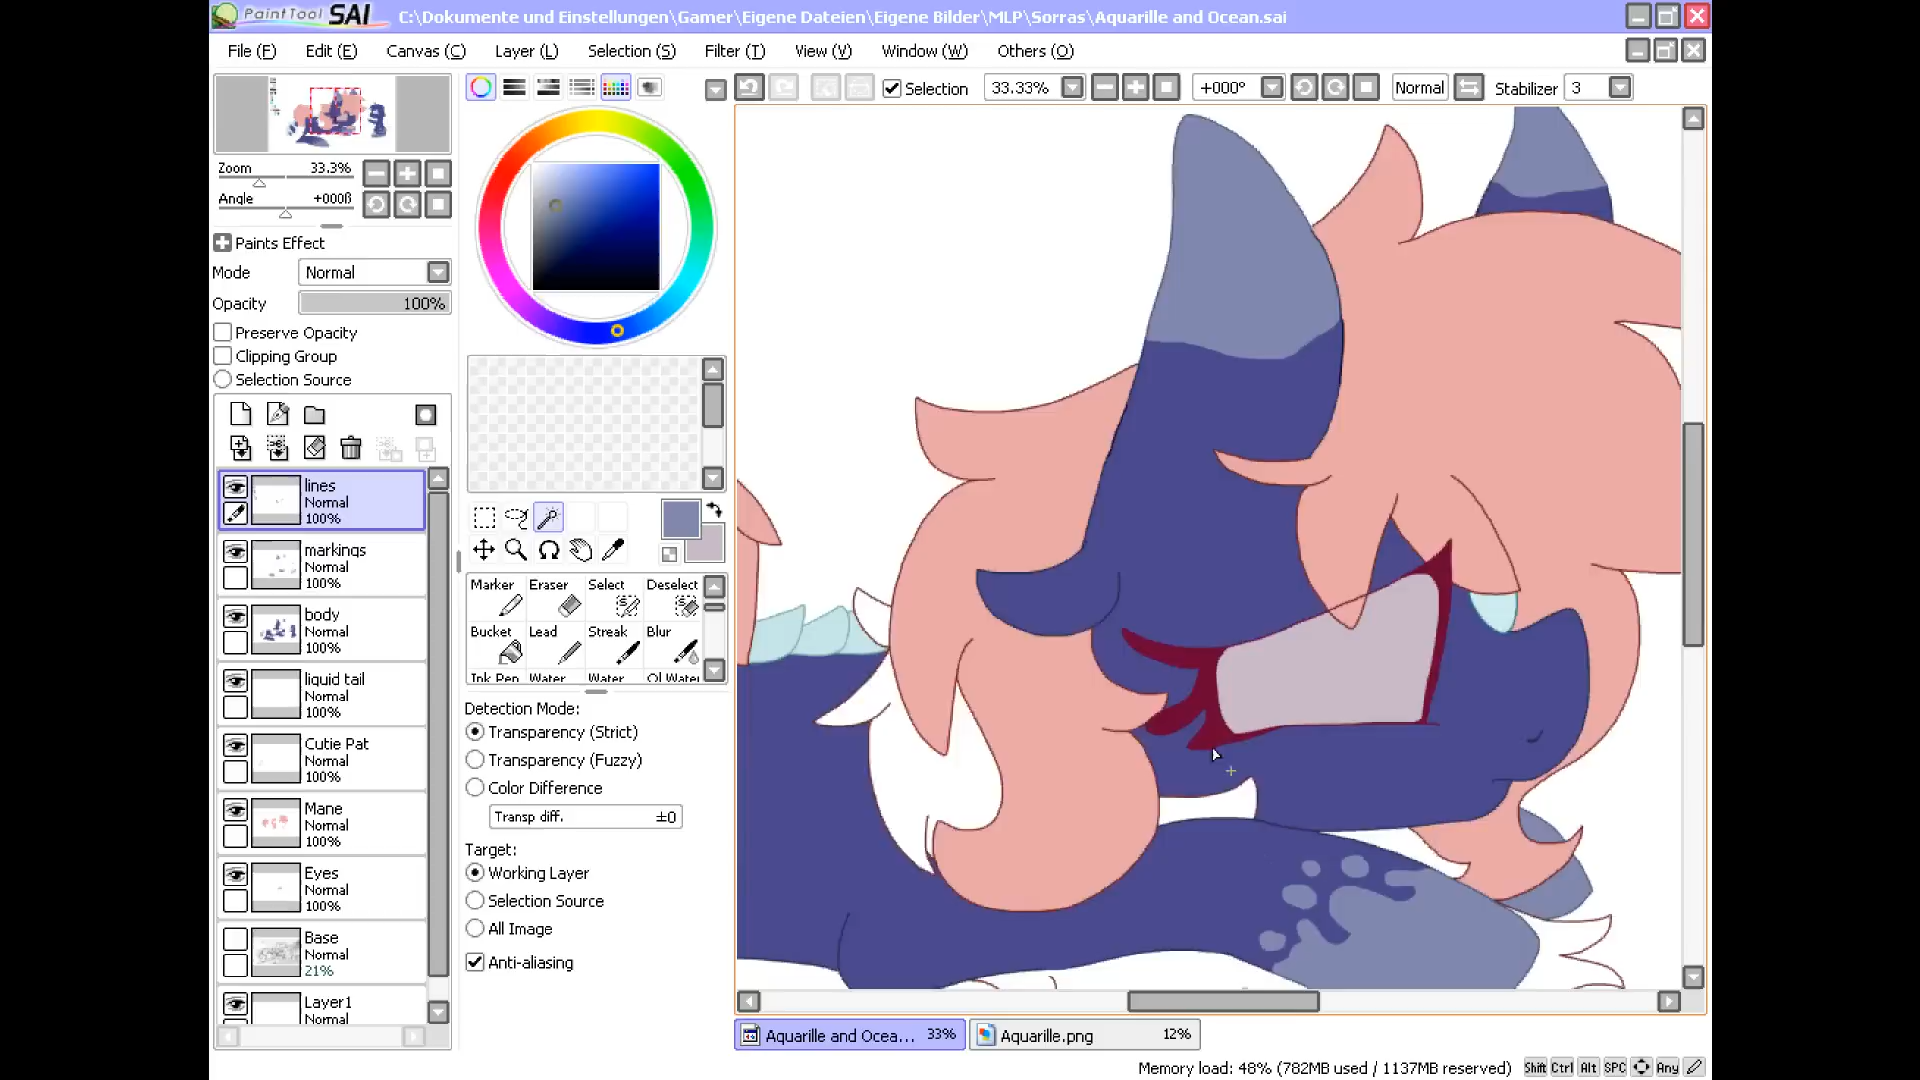 PaintTool SAI C:\Dokumente und Einstellungen\Gamer\Eigene Dateien\Eigene Bilder\MLP\Sorras\Aquarille and Ocean.sai
File (F) Edit (E) Canvas (C) Layer (L) Selection (S) Filter (T) View (V) Window (W) Others (O)
Selection 33.33% +000° Normal Stabilizer 3
Zoom 33.3%
Angle +000ß
Paints Effect
Mode Normal
Opacity 100%
Preserve Opacity
Clipping Group
Selection Source
lines
Normal
100%
markings
Normal
100%
body
Normal
100%
liquid tail
Normal
100%
Cutie Pat
Normal
100%
Mane
Normal
100%
Eyes
Normal
100%
Base
Normal
21%
Layer1
Normal
Marker Eraser Select Deselect
Bucket Lead Streak Blur
Ink Pen Water Water Ol Water
Detection Mode:
Transparency (Strict)
Transparency (Fuzzy)
Color Difference
Transp diff. ±0
Target:
Working Layer
Selection Source
All Image
Anti-aliasing
Aquarille and Ocea... 33% Aquarille.png 12%
Memory load: 48% (782MB used / 1137MB reserved) Shift Ctrl Alt SPC Any